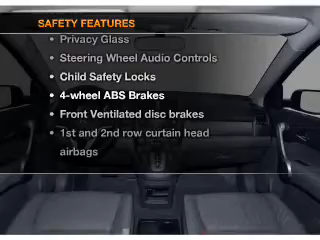 SAFETY FEATURES
• Privacy Glass
• Steering Wheel Audio Controls
• Child Safety Locks
• 4-wheel ABS Brakes
• Front Ventilated disc brakes
• 1st and 2nd row curtain head
airbags